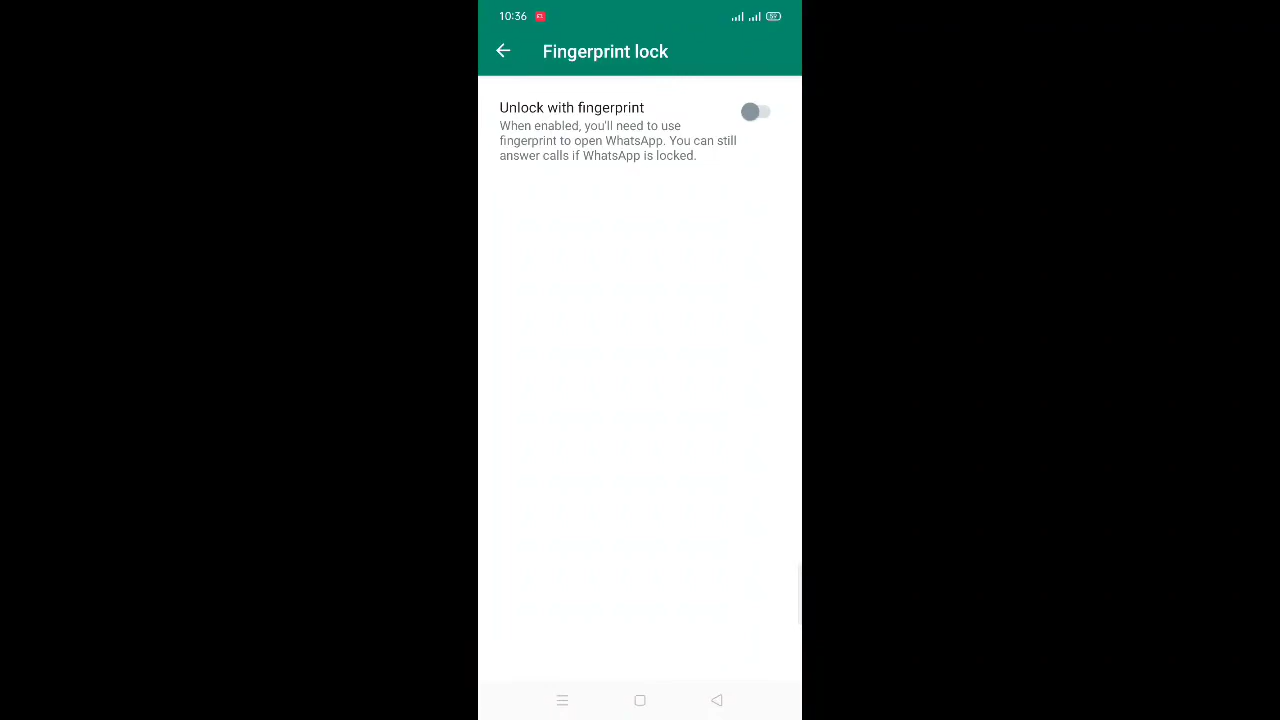 10:36
Fingerprint lock
Unlock with fingerprint
When enabled, you'll need to use
fingerprint to open WhatsApp. You can still
answer calls if WhatsApp is locked.